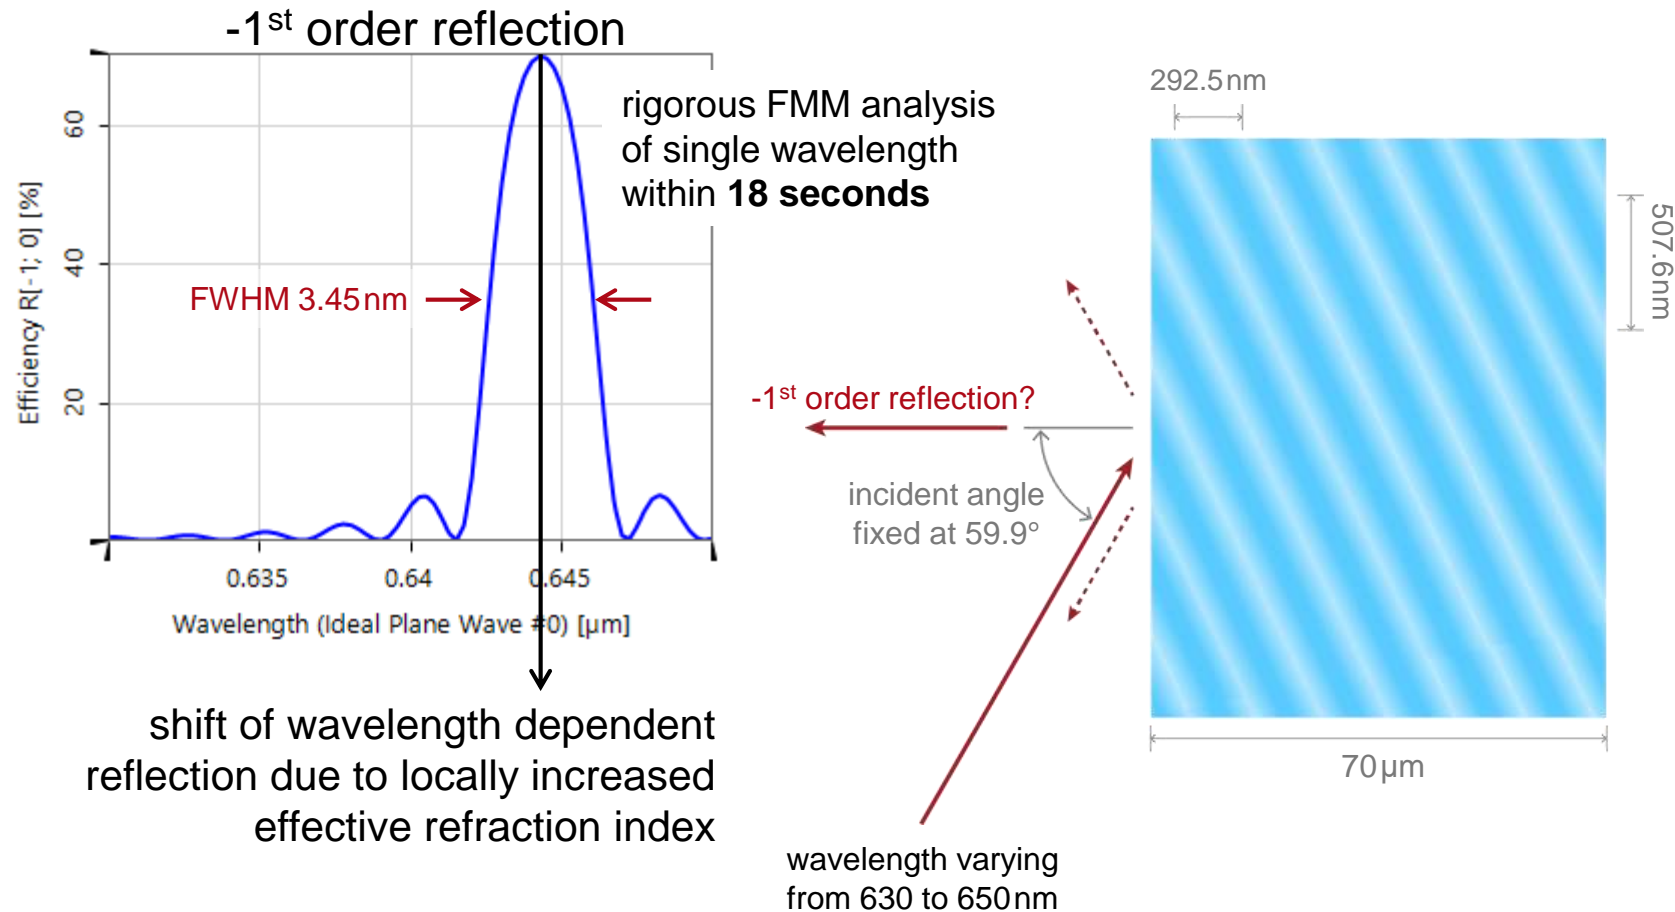 -1st order reflection
60
40
20
Efficiency R[-1; 0] [%]
0.635
0.64
0.645
Wavelength (Ideal Plane Wave #0) [µm]
FWHM 3.45nm
rigorous FMM analysis
of single wavelength
within 18 seconds
shift of wavelength dependent
reflection due to locally increased
effective refraction index
-1st order reflection?
incident angle
fixed at 59.9°
wavelength varying
from 630 to 650nm
292.5nm
507.6nm
70µm